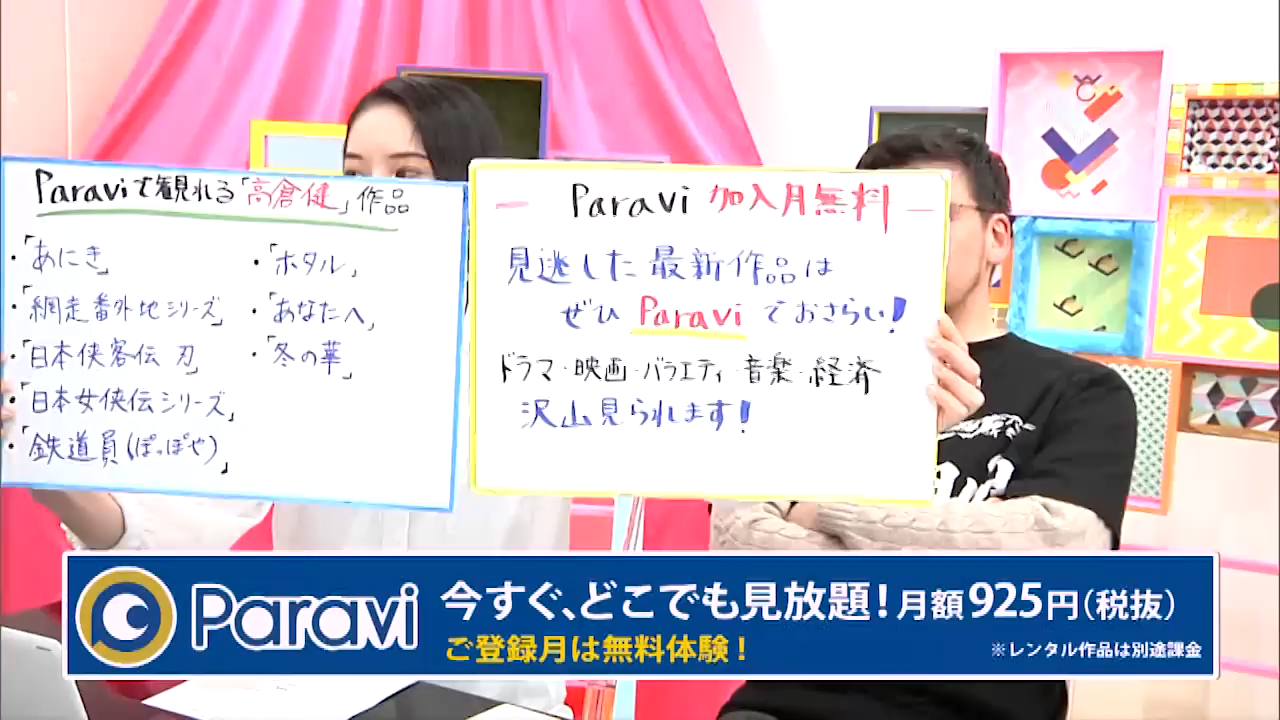 Paraviで観れる「高倉健」作品
・「あにき」
・「網走番外地シリーズ」
・「日本侠客伝 刃」
・「日本女侠伝シリーズ」
・「鉄道員(ぽっぽや)」
・「ホタル」
・「あなたへ」
・「冬の華」
― Paravi 加入月無料 ―
見逃した最新作品は
ぜひ Paravi でおさらい!
ドラマ・映画・バラエティ・音楽・経済
沢山見られます!
Paravi
今すぐ、どこでも見放題!月額925円(税抜)
ご登録月は無料体験!
※レンタル作品は別途課金